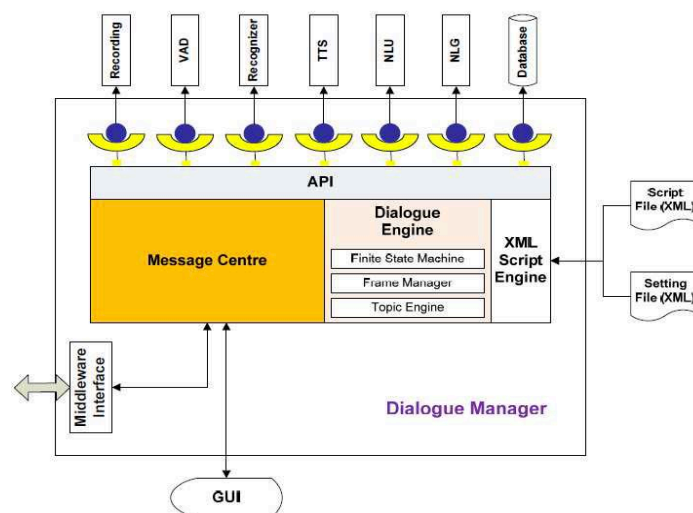 Recording
VAD
Recognizer
TTS
NLU
NLG
Database
API
Message Centre
Dialogue
Engine
Finite State Machine
Frame Manager
Topic Engine
XML
Script
Engine
Script
File (XML)
Setting
File (XML)
Middleware
Interface
Dialogue Manager
GUI